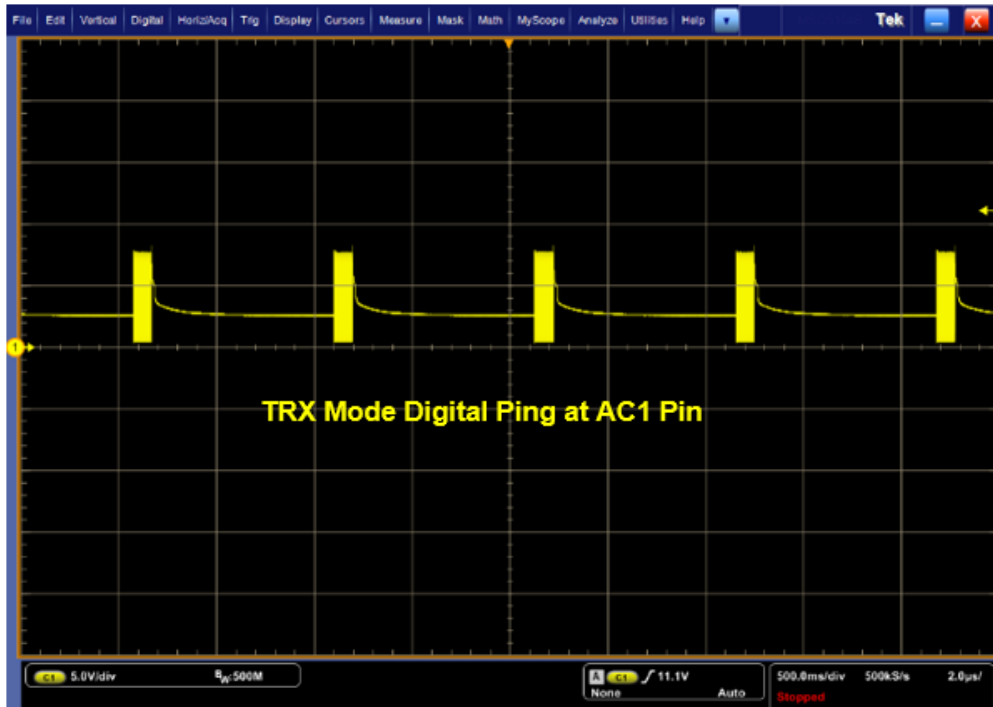 File Edit Vertical Digital Horiz/Acq Trig Display Cursors Measure Mask Math MyScope Analyze Utilities Help Tek X
1
TRX Mode Digital Ping at AC1 Pin
C1 5.0V/div BW:500M A C1 11.1V 500.0ms/div 500kS/s 2.0µs/
None Auto Stopped